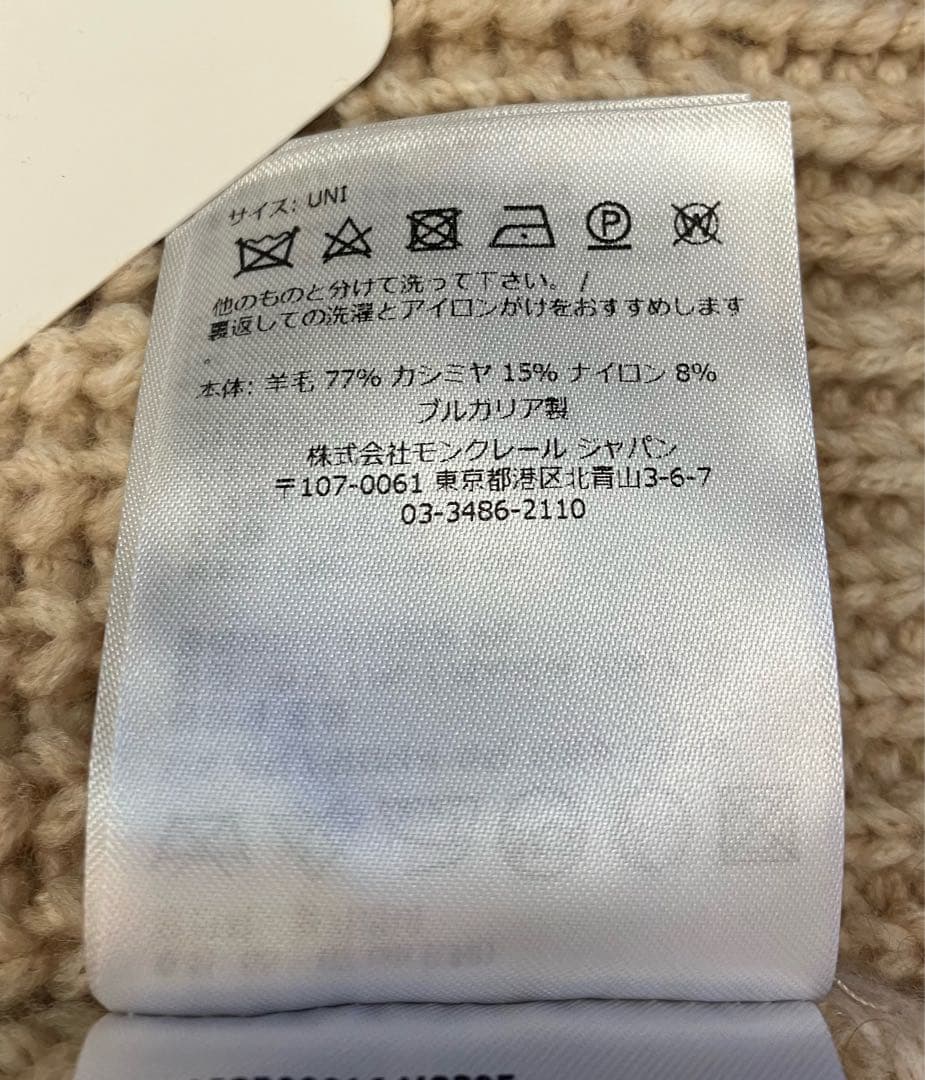 サイズ: UNI
P
W
他のものと分けて洗って下さい。 /
裏返しての洗濯とアイロンがけをおすすめします
。
本体: 羊毛 77% カシミヤ 15% ナイロン 8%
ブルガリア製
株式会社モンクレール ジャパン
〒107-0061 東京都港区北青山3-6-7
03-3486-2110